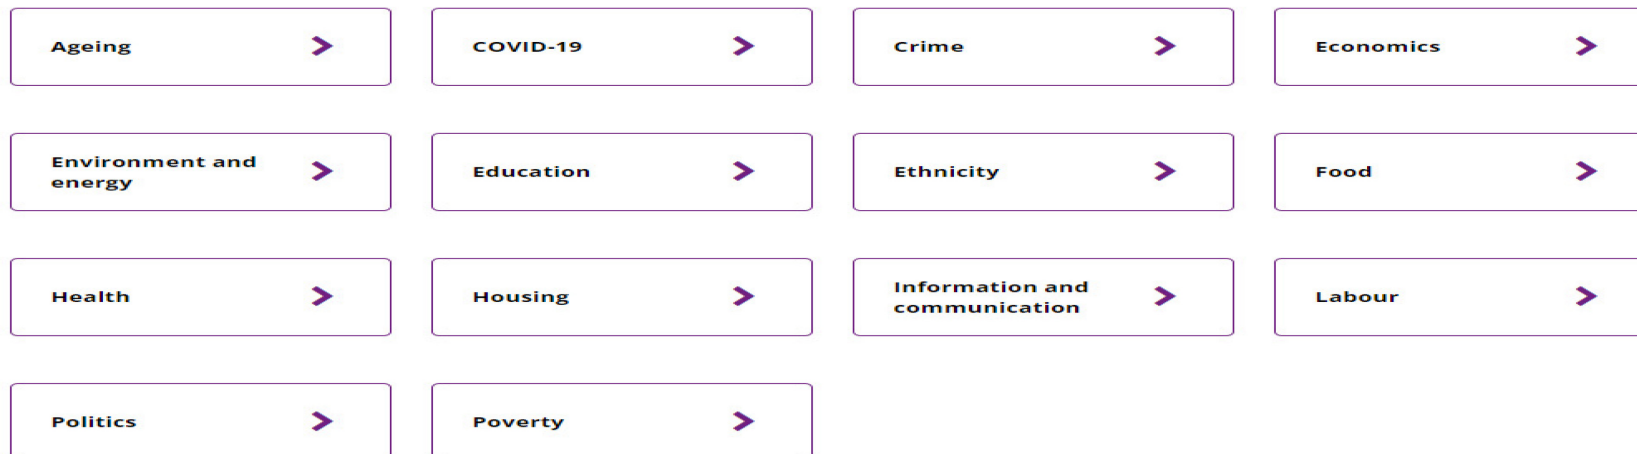 Ageing
COVID-19
Crime
Economics
Environment and
energy
Education
Ethnicity
Food
Health
Housing
Information and
communication
Labour
Politics
Poverty